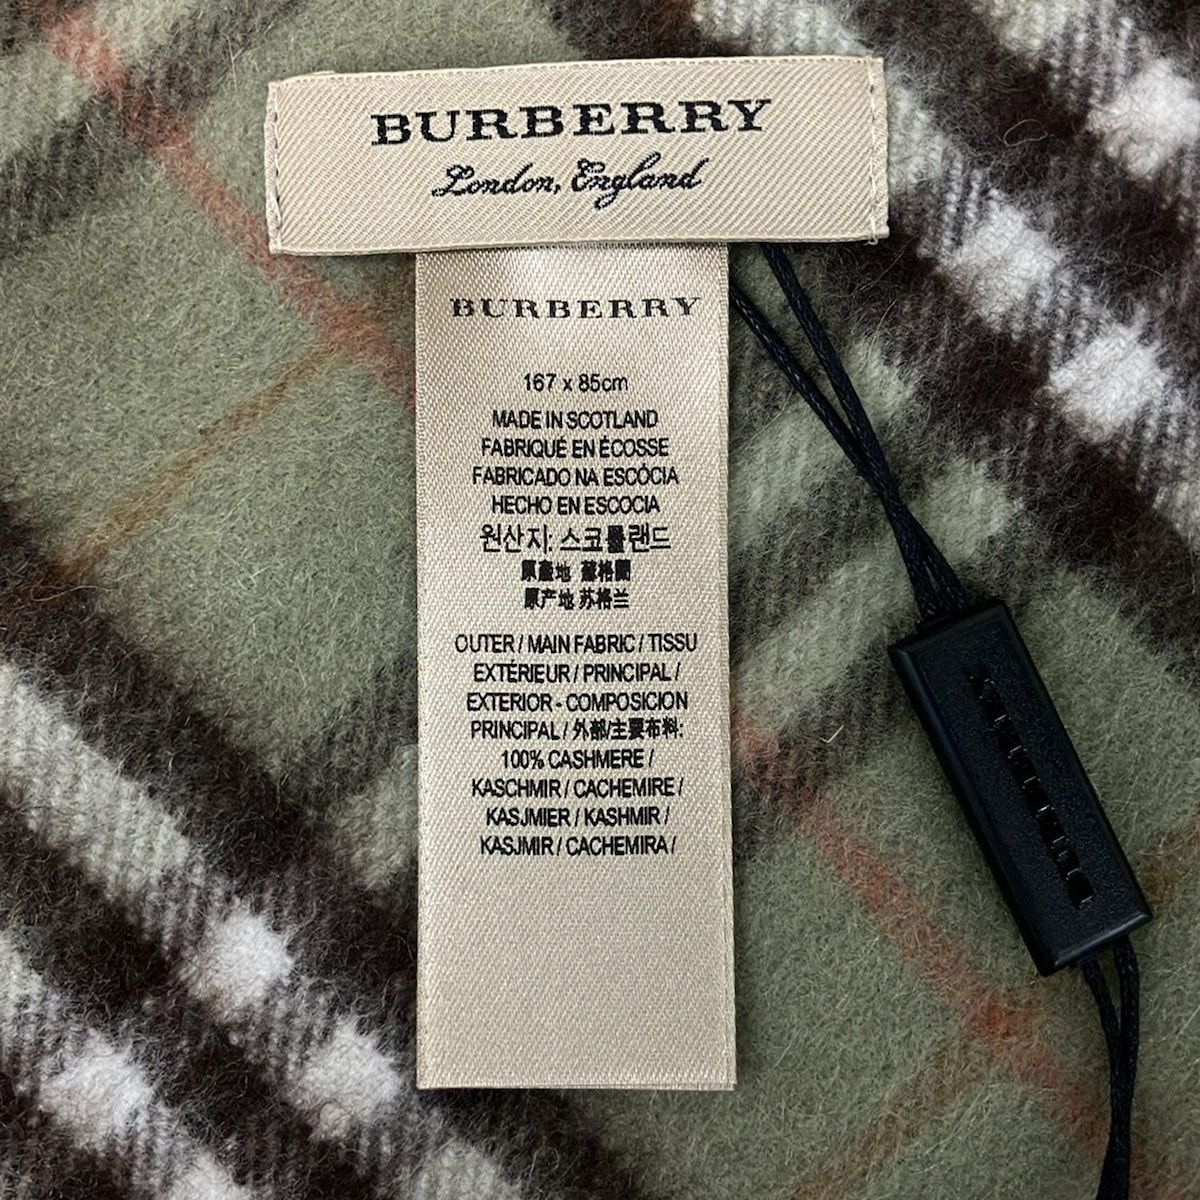 BURBERRY
London, England
BURBERRY
167 x 85cm
MADE IN SCOTLAND
FABRIQUÉ EN ÉCOSSE
FABRICADO NA ESCÓCIA
HECHO EN ESCOCIA
원산지: 스코틀랜드
原產地 蘇格蘭
原产地 苏格兰
OUTER / MAIN FABRIC / TISSU
EXTÉRIEUR / PRINCIPAL /
EXTERIOR - COMPOSICION
PRINCIPAL / 外部/主要布料:
100% CASHMERE /
KASCHMIR / CACHEMIRE /
KASJMIER / KASHMIR /
KASJMIR / CACHEMIRA /